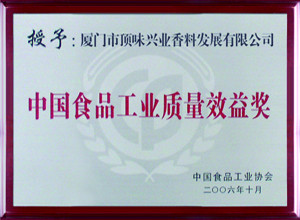 授予：厦门市顶味兴业香料发展有限公司
中国食品工业质量效益奖
中国食品工业协会
二〇〇六年十月